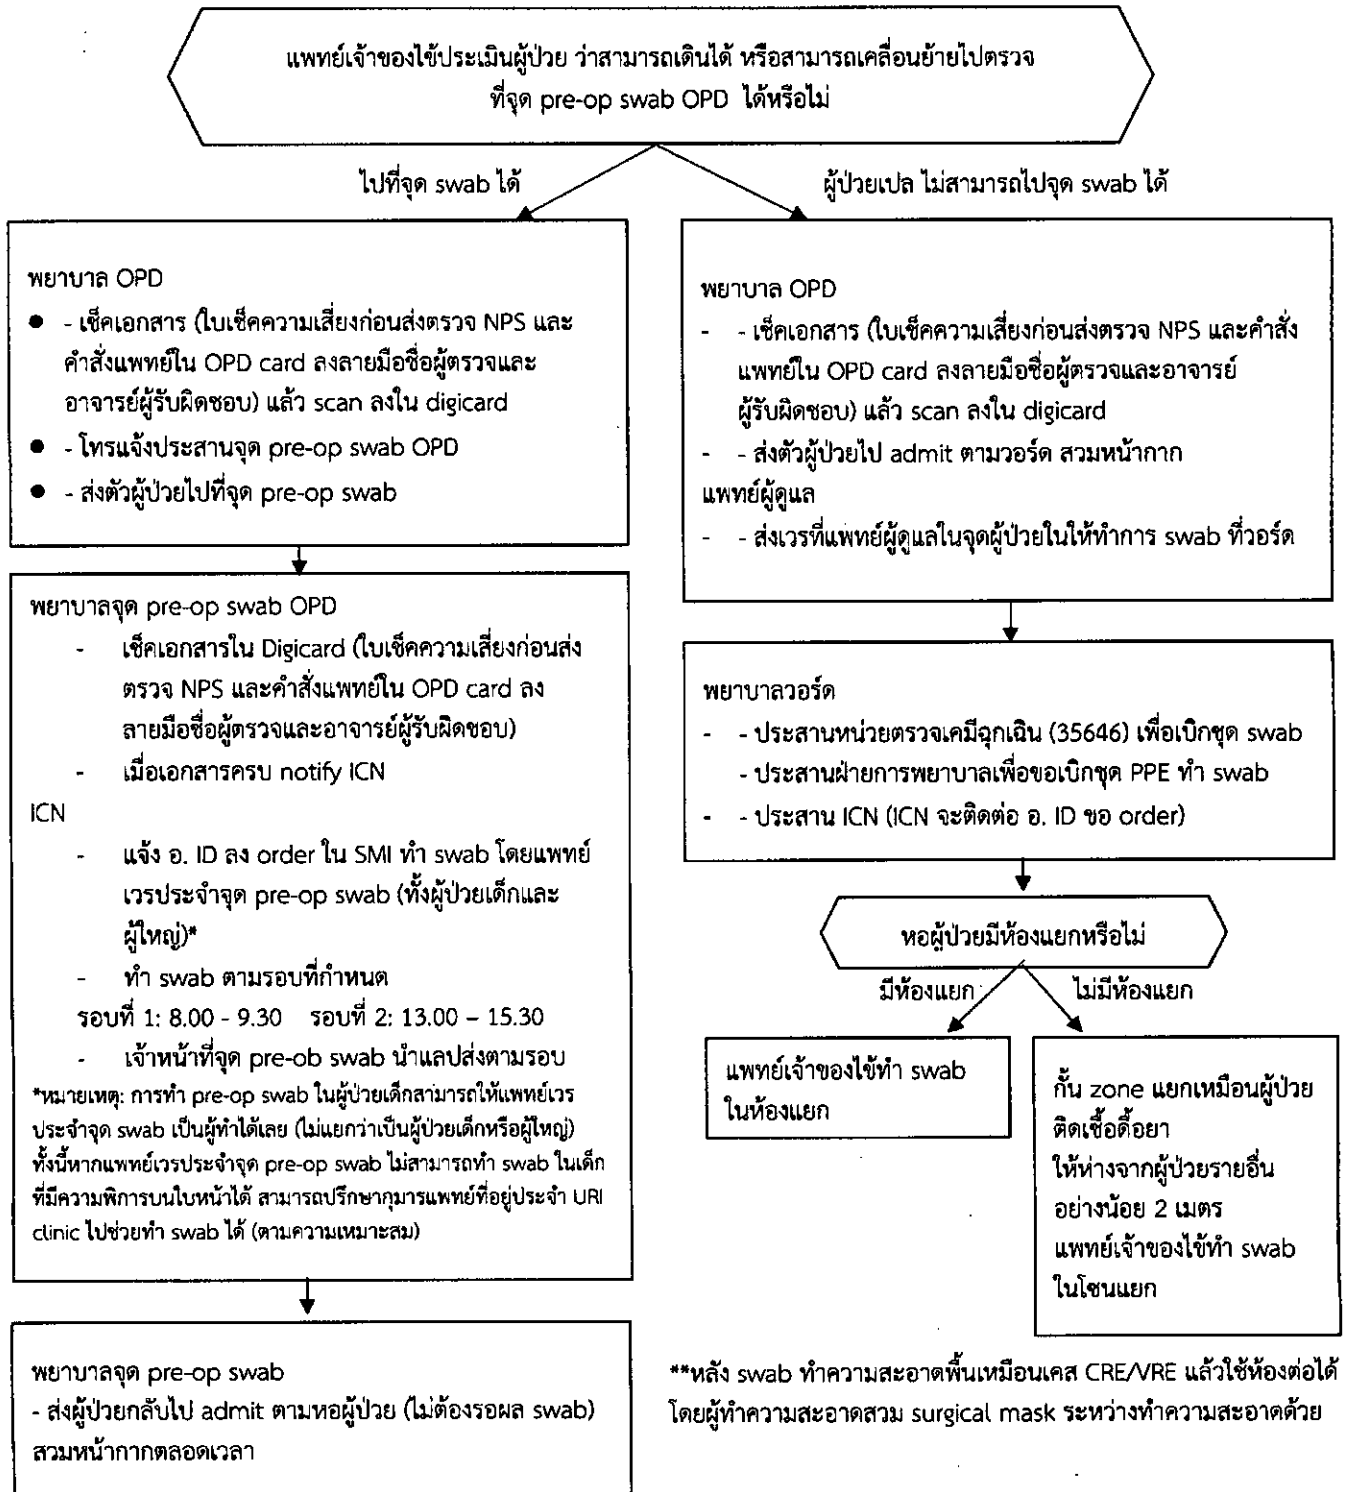 แพทย์เจ้าของไข้ประเมินผู้ป่วย ว่าสามารถเดินได้ หรือสามารถเคลื่อนย้ายไปตรวจ
ที่จุด pre-op swab OPD ได้หรือไม่
ไปที่จุด swab ได้
ผู้ป่วยเปล ไม่สามารถไปจุด swab ได้
พยาบาล OPD
● - เช็คเอกสาร (ใบเช็คความเสี่ยงก่อนส่งตรวจ NPS และ
คำสั่งแพทย์ใน OPD card ลงลายมือชื่อผู้ตรวจและ
อาจารย์ผู้รับผิดชอบ) แล้ว scan ลงใน digicard
● - โทรแจ้งประสานจุด pre-op swab OPD
● - ส่งตัวผู้ป่วยไปที่จุด pre-op swab
พยาบาลจุด pre-op swab OPD
- เช็คเอกสารใน Digicard (ใบเช็คความเสี่ยงก่อนส่ง
ตรวจ NPS และคำสั่งแพทย์ใน OPD card ลง
ลายมือชื่อผู้ตรวจและอาจารย์ผู้รับผิดชอบ)
- เมื่อเอกสารครบ notify ICN
ICN
- แจ้ง อ. ID ลง order ใน SMI ทำ swab โดยแพทย์
เวรประจำจุด pre-op swab (ทั้งผู้ป่วยเด็กและ
ผู้ใหญ่)*
- ทำ swab ตามรอบที่กำหนด
รอบที่ 1: 8.00 - 9.30 รอบที่ 2: 13.00 – 15.30
- เจ้าหน้าที่จุด pre-ob swab นำแลปส่งตามรอบ
*หมายเหตุ: การทำ pre-op swab ในผู้ป่วยเด็กสามารถให้แพทย์เวร
ประจำจุด swab เป็นผู้ทำได้เลย (ไม่แยกว่าเป็นผู้ป่วยเด็กหรือผู้ใหญ่)
ทั้งนี้หากแพทย์เวรประจำจุด pre-op swab ไม่สามารถทำ swab ในเด็ก
ที่มีความพิการบนใบหน้าได้ สามารถปรึกษากุมารแพทย์ที่อยู่ประจำ URI
clinic ไปช่วยทำ swab ได้ (ตามความเหมาะสม)
พยาบาลจุด pre-op swab
- ส่งผู้ป่วยกลับไป admit ตามหอผู้ป่วย (ไม่ต้องรอผล swab)
สวมหน้ากากตลอดเวลา
พยาบาล OPD
- - เช็คเอกสาร (ใบเช็คความเสี่ยงก่อนส่งตรวจ NPS และคำสั่ง
แพทย์ใน OPD card ลงลายมือชื่อผู้ตรวจและอาจารย์
ผู้รับผิดชอบ) แล้ว scan ลงใน digicard
- - ส่งตัวผู้ป่วยไป admit ตามวอร์ด สวมหน้ากาก
แพทย์ผู้ดูแล
- - ส่งเวรที่แพทย์ผู้ดูแลในจุดผู้ป่วยในให้ทำการ swab ที่วอร์ด
พยาบาลวอร์ด
- - ประสานหน่วยตรวจเคมีฉุกเฉิน (35646) เพื่อเบิกชุด swab
- ประสานฝ่ายการพยาบาลเพื่อขอเบิกชุด PPE ทำ swab
- - ประสาน ICN (ICN จะติดต่อ อ. ID ขอ order)
หอผู้ป่วยมีห้องแยกหรือไม่
มีห้องแยก
ไม่มีห้องแยก
แพทย์เจ้าของไข้ทำ swab
ในห้องแยก
กั้น zone แยกเหมือนผู้ป่วย
ติดเชื้อดื้อยา
ให้ห่างจากผู้ป่วยรายอื่น
อย่างน้อย 2 เมตร
แพทย์เจ้าของไข้ทำ swab
ในโซนแยก
**หลัง swab ทำความสะอาดพื้นเหมือนเคส CRE/VRE แล้วใช้ห้องต่อได้
โดยผู้ทำความสะอาดสวม surgical mask ระหว่างทำความสะอาดด้วย